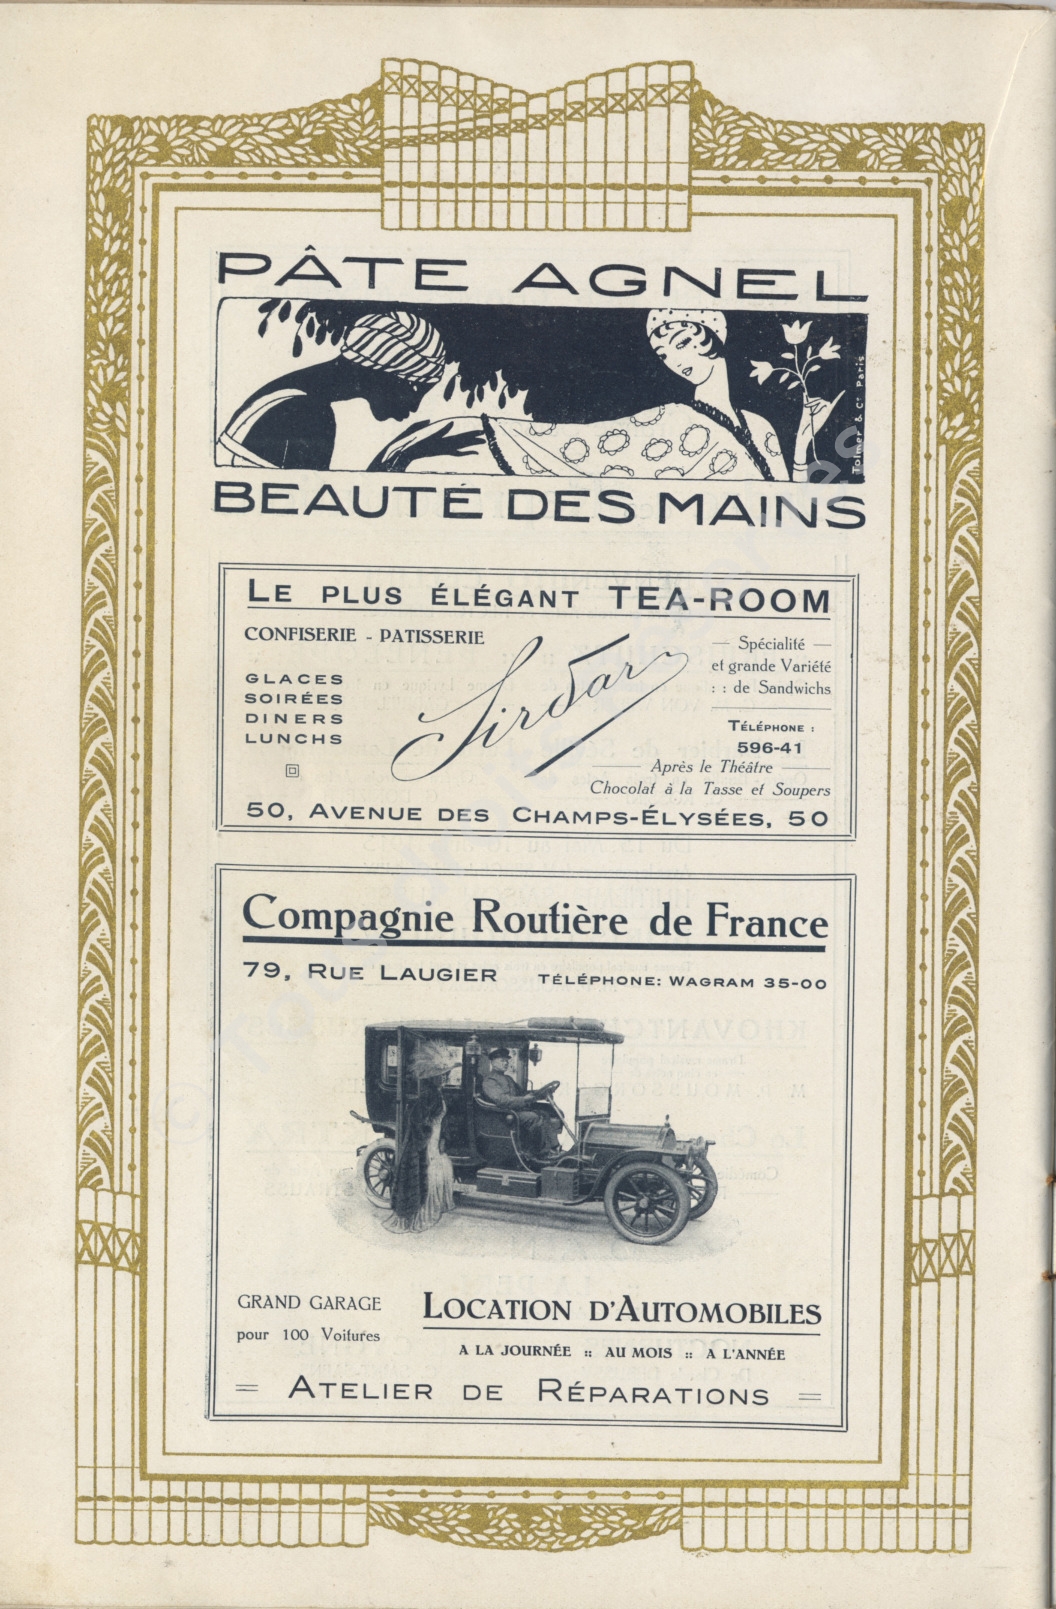 PÂTE AGNEL
Tolmer & Cie Paris
BEAUTÉ DES MAINS
LE PLUS ÉLÉGANT TEA-ROOM
CONFISERIE - PATISSERIE
GLACES
SOIRÉES
DINERS
LUNCHS
Sirdar
Spécialité
et grande Variété
: : de Sandwichs
TÉLÉPHONE :
596-41
Après le Théâtre
Chocolat à la Tasse et Soupers
50, AVENUE DES CHAMPS-ÉLYSÉES, 50
Compagnie Routière de France
79, RUE LAUGIER TÉLÉPHONE: WAGRAM 35-00
GRAND GARAGE
pour 100 Voitures
LOCATION D'AUTOMOBILES
A LA JOURNÉE :: AU MOIS :: A L'ANNÉE
ATELIER DE RÉPARATIONS